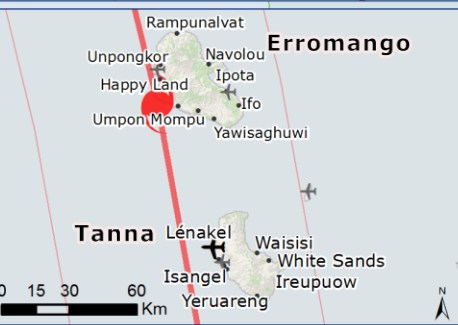 Rampunalvat
Erromango
Unpongkor
Navolou
Ipota
Happy Land
Ifo
Umpon Mompu
Yawisaghuwi
Tanna
Lénakel
Waisisi
White Sands
Isangel
Ireupuow
Yeruareng
0 15 30 60
Km
N